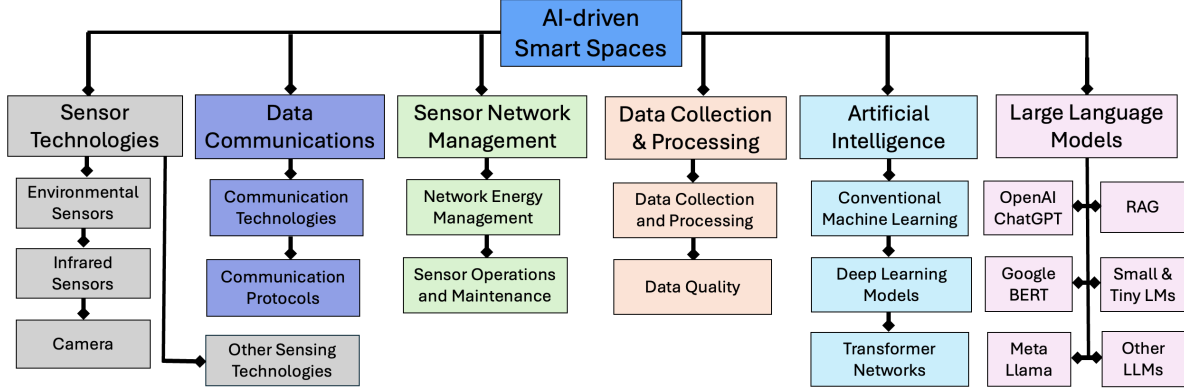 AI-driven
Smart Spaces
Sensor
Technologies
Environmental
Sensors
Infrared
Sensors
Camera
Other Sensing
Technologies
Data
Communications
Communication
Technologies
Communication
Protocols
Sensor Network
Management
Network Energy
Management
Sensor Operations
and Maintenance
Data Collection
& Processing
Data Collection
and Processing
Data Quality
Artificial
Intelligence
Conventional
Machine Learning
Deep Learning
Models
Transformer
Networks
Large Language
Models
OpenAI
ChatGPT
RAG
Google
BERT
Small &
Tiny LMs
Meta
Llama
Other
LLMs